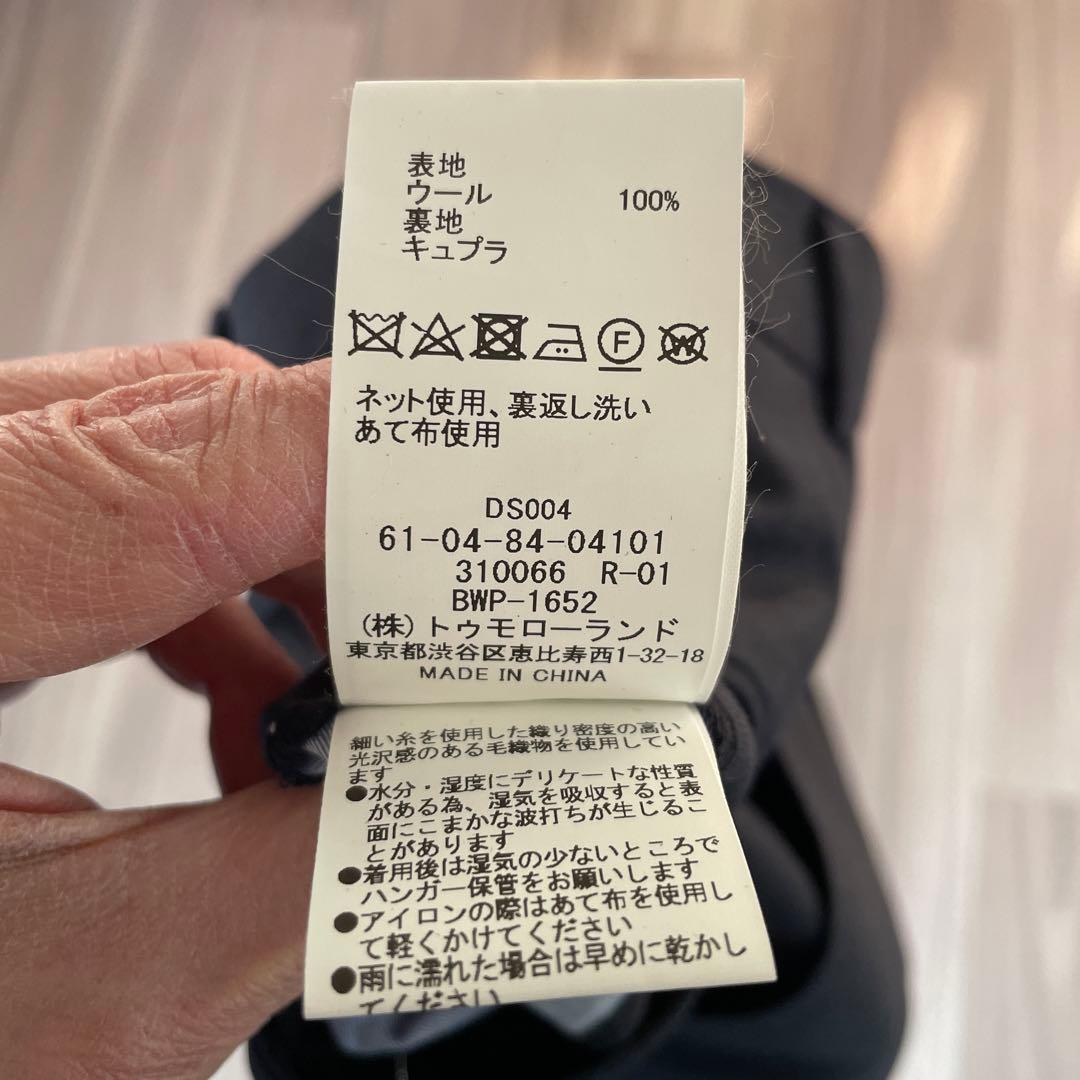 表地
ウール 100%
裏地
キュプラ
F
W
ネット使用、裏返し洗い
あて布使用
DS004
61-04-84-04101
310066 R-01
BWP-1652
(株)トゥモローランド
東京都渋谷区恵比寿西1-32-18
MADE IN CHINA
細い糸を使用した織り密度の高い
光沢感のある毛織物を使用してい
ます
●水分・湿度にデリケートな性質
がある為、湿気を吸収すると表
面にこまかな波打ちが生じるこ
とがあります
●着用後は湿気の少ないところで
ハンガー保管をお願いします
●アイロンの際はあて布を使用し
て軽くかけてください
●雨に濡れた場合は早めに乾かし
てください